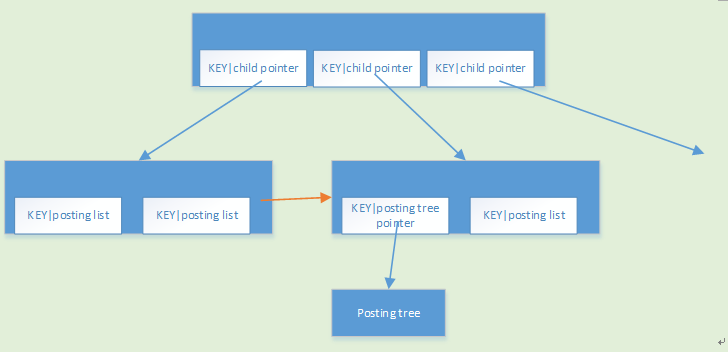 KEY|child pointer
KEY|child pointer
KEY|child pointer
KEY|posting list
KEY|posting list
KEY|posting tree
pointer
KEY|posting list
Posting tree